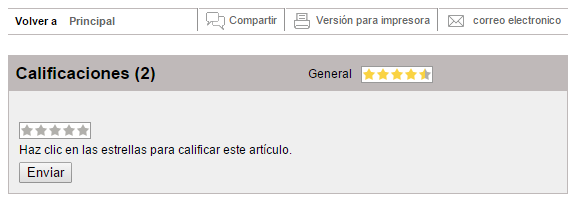 Volver a Principal Compartir Versión para impresora correo electronico
Calificaciones (2) General
Haz clic en las estrellas para calificar este artículo.
Enviar